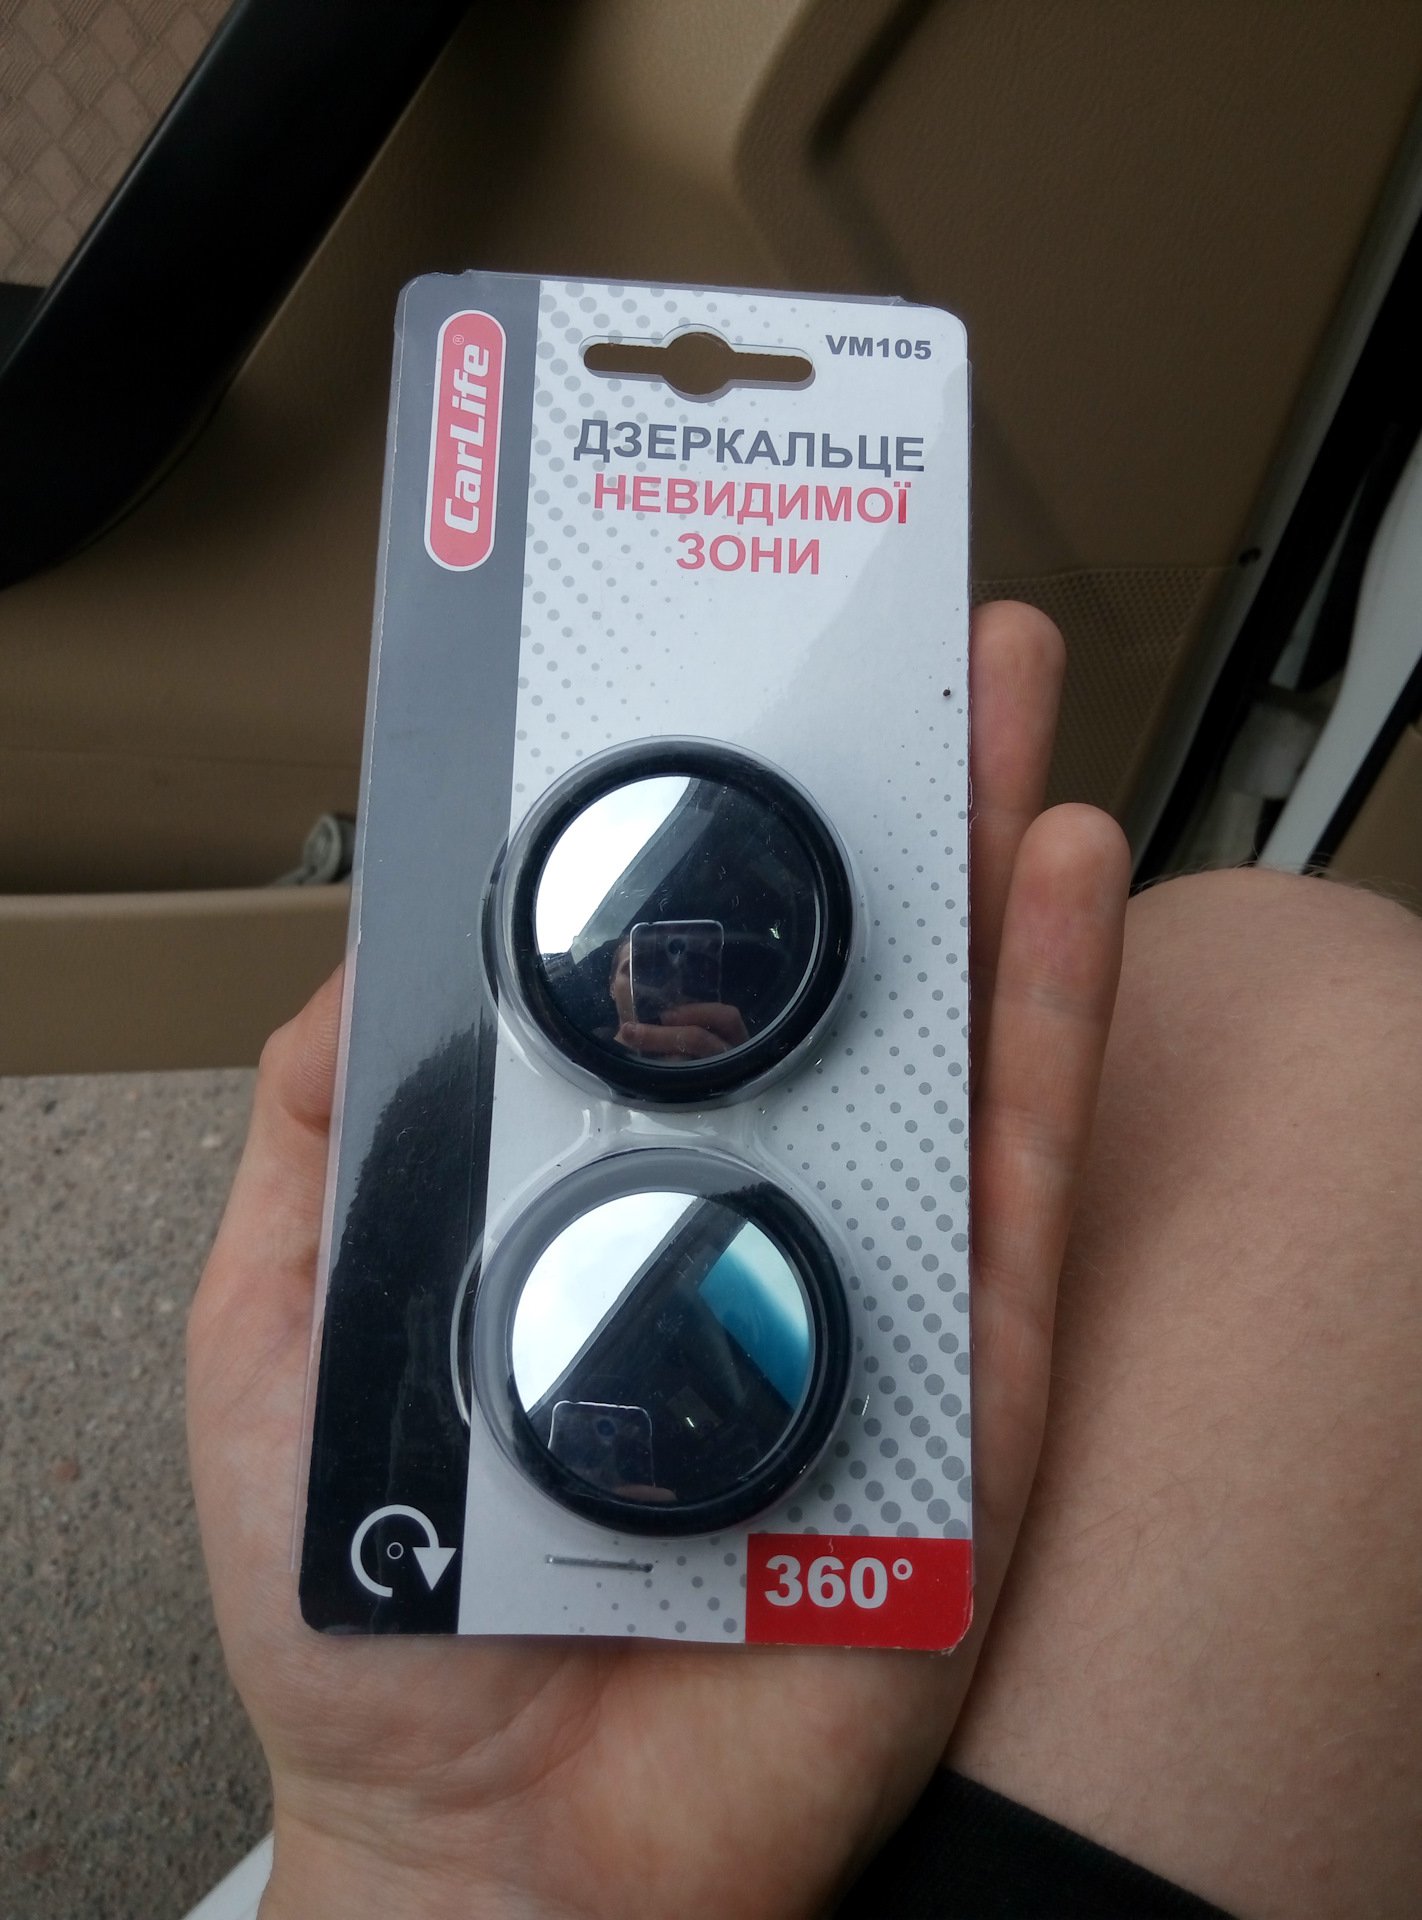 CarLife®
VM105
ДЗЕРКАЛЬЦЕ
НЕВИДИМОЇ
ЗОНИ
360°